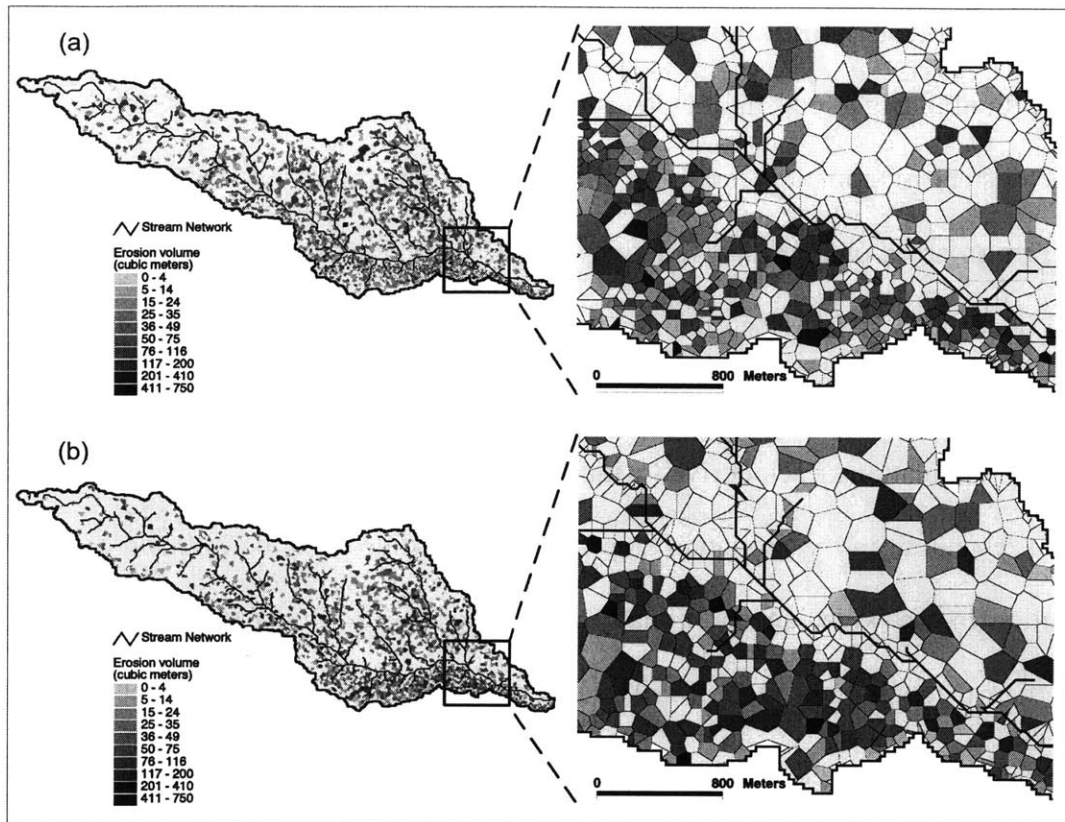 (a)
Stream Network
Erosion volume
(cubic meters)
0 - 4
5 - 14
15 - 24
25 - 35
36 - 49
50 - 75
76 - 116
117 - 200
201 - 410
411 - 750
0 800 Meters
(b)
Stream Network
Erosion volume
(cubic meters)
0 - 4
5 - 14
15 - 24
25 - 35
36 - 49
50 - 75
76 - 116
117 - 200
201 - 410
411 - 750
0 800 Meters